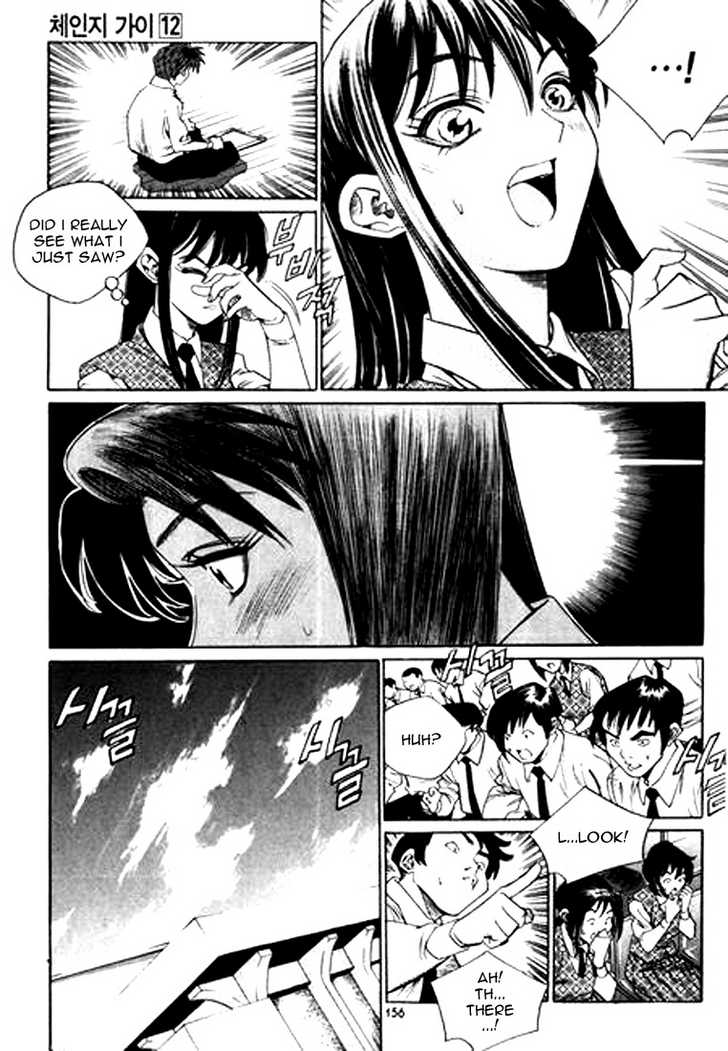 체인지 가이 12
...!
DID I REALLY
SEE WHAT I
JUST SAW?
부비적
시끌
시끌
시끌
시끌
HUH?
L...LOOK!
AH!
TH...
THERE
...!
156